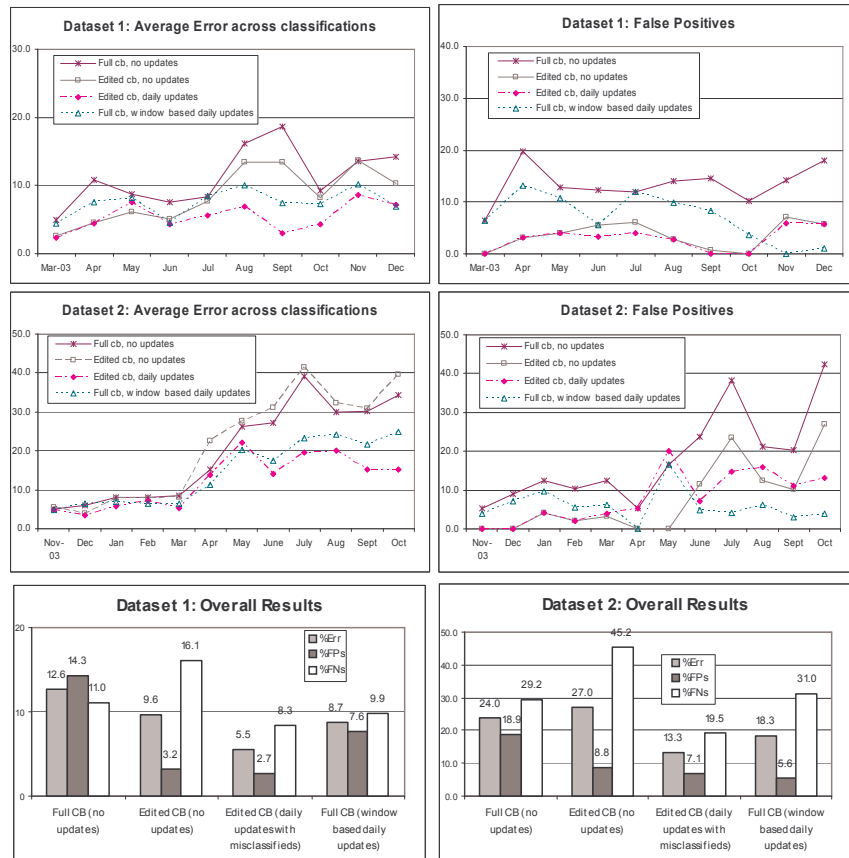 Dataset 1: Average Error across classifications
30.0
20.0
10.0
0.0
Full cb, no updates
Edited cb, no updates
Edited cb, daily updates
Full cb, window based daily updates
Mar-03 Apr May Jun Jul Aug Sept Oct Nov Dec
Dataset 1: False Positives
40.0
30.0
20.0
10.0
0.0
Full cb, no updates
Edited cb, no updates
Edited cb, daily updates
Full cb, window based daily updates
Mar-03 Apr May Jun Jul Aug Sept Oct Nov Dec
Dataset 2: Average Error across classifications
50.0
40.0
30.0
20.0
10.0
0.0
Full cb, no updates
Edited cb, no updates
Edited cb, daily updates
Full cb, window based daily updates
Nov-03 Dec Jan Feb Mar Apr May June July Aug Sept Oct
Dataset 2: False Positives
50.0
40.0
30.0
20.0
10.0
0.0
Full cb, no updates
Edited cb, no updates
Edited cb, daily updates
Full cb, window based daily updates
Nov-03 Dec Jan Feb Mar Apr May June July Aug Sept Oct
Dataset 1: Overall Results
20
10
0
%Err
%FPs
%FNs
12.6 14.3 11.0
9.6 3.2 16.1
5.5 2.7 8.3
8.7 7.6 9.9
Full CB (no updates)
Edited CB (no updates)
Edited CB (daily updates with misclassifieds)
Full CB (window based daily updates)
Dataset 2: Overall Results
50.0
40.0
30.0
20.0
10.0
0.0
%Err
%FPs
%FNs
24.0 18.9 29.2
27.0 8.8 45.2
13.3 7.1 19.5
18.3 5.6 31.0
Full CB (no updates)
Edited CB (no updates)
Edited CB (daily updates with misclassifieds)
Full CB (window based daily updates)